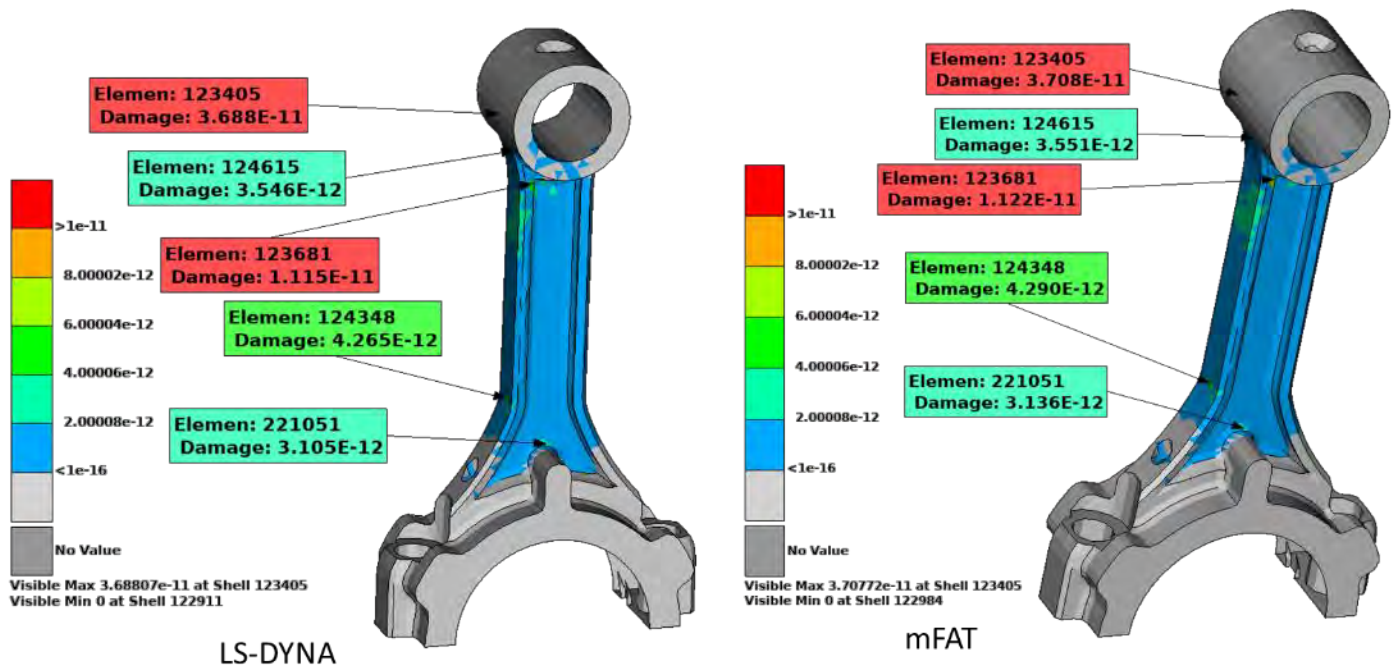 Elemen: 123405
Damage: 3.688E-11
Elemen: 124615
Damage: 3.546E-12
Elemen: 123681
Damage: 1.115E-11
Elemen: 124348
Damage: 4.265E-12
Elemen: 221051
Damage: 3.105E-12
>1e-11
8.00002e-12
6.00004e-12
4.00006e-12
2.00008e-12
<1e-16
No Value
Visible Max 3.68807e-11 at Shell 123405
Visible Min 0 at Shell 122911
LS-DYNA
Elemen: 123405
Damage: 3.708E-11
Elemen: 124615
Damage: 3.551E-12
Elemen: 123681
Damage: 1.122E-11
Elemen: 124348
Damage: 4.290E-12
Elemen: 221051
Damage: 3.136E-12
>1e-11
8.00002e-12
6.00004e-12
4.00006e-12
2.00008e-12
<1e-16
No Value
Visible Max 3.70772e-11 at Shell 123405
Visible Min 0 at Shell 122984
mFAT